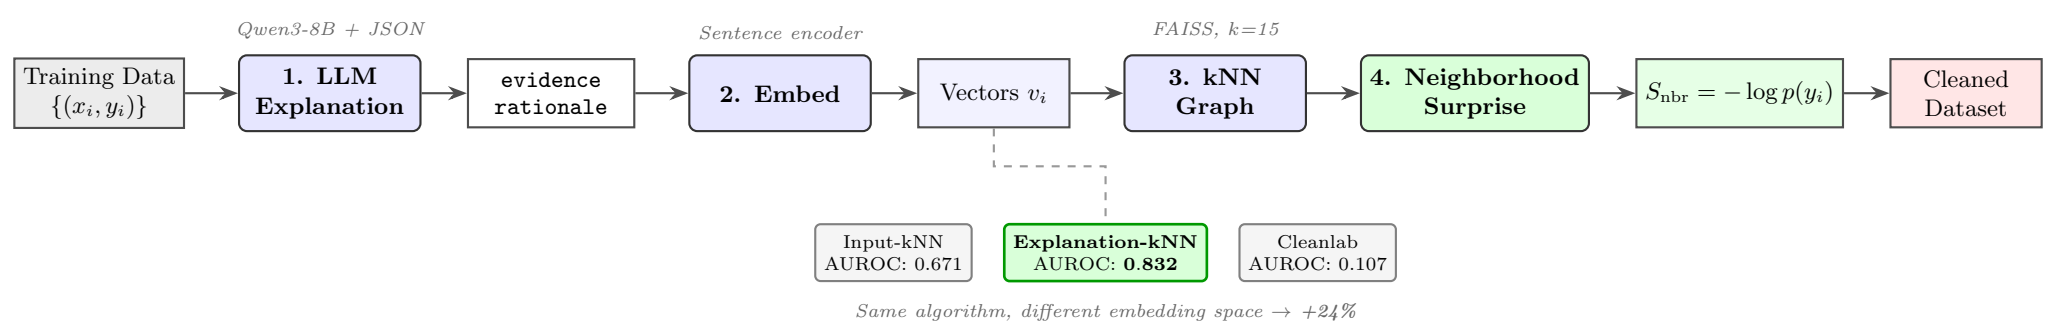 Qwen3-8B + JSON
Sentence encoder
FAISS, k=15
Training Data
{(x_i, y_i)}
1. LLM
Explanation
evidence
rationale
2. Embed
Vectors v_i
3. kNN
Graph
4. Neighborhood
Surprise
S_nbr = − log p(y_i)
Cleaned
Dataset
Input-kNN
AUROC: 0.671
Explanation-kNN
AUROC: 0.832
Cleanlab
AUROC: 0.107
Same algorithm, different embedding space → +24%